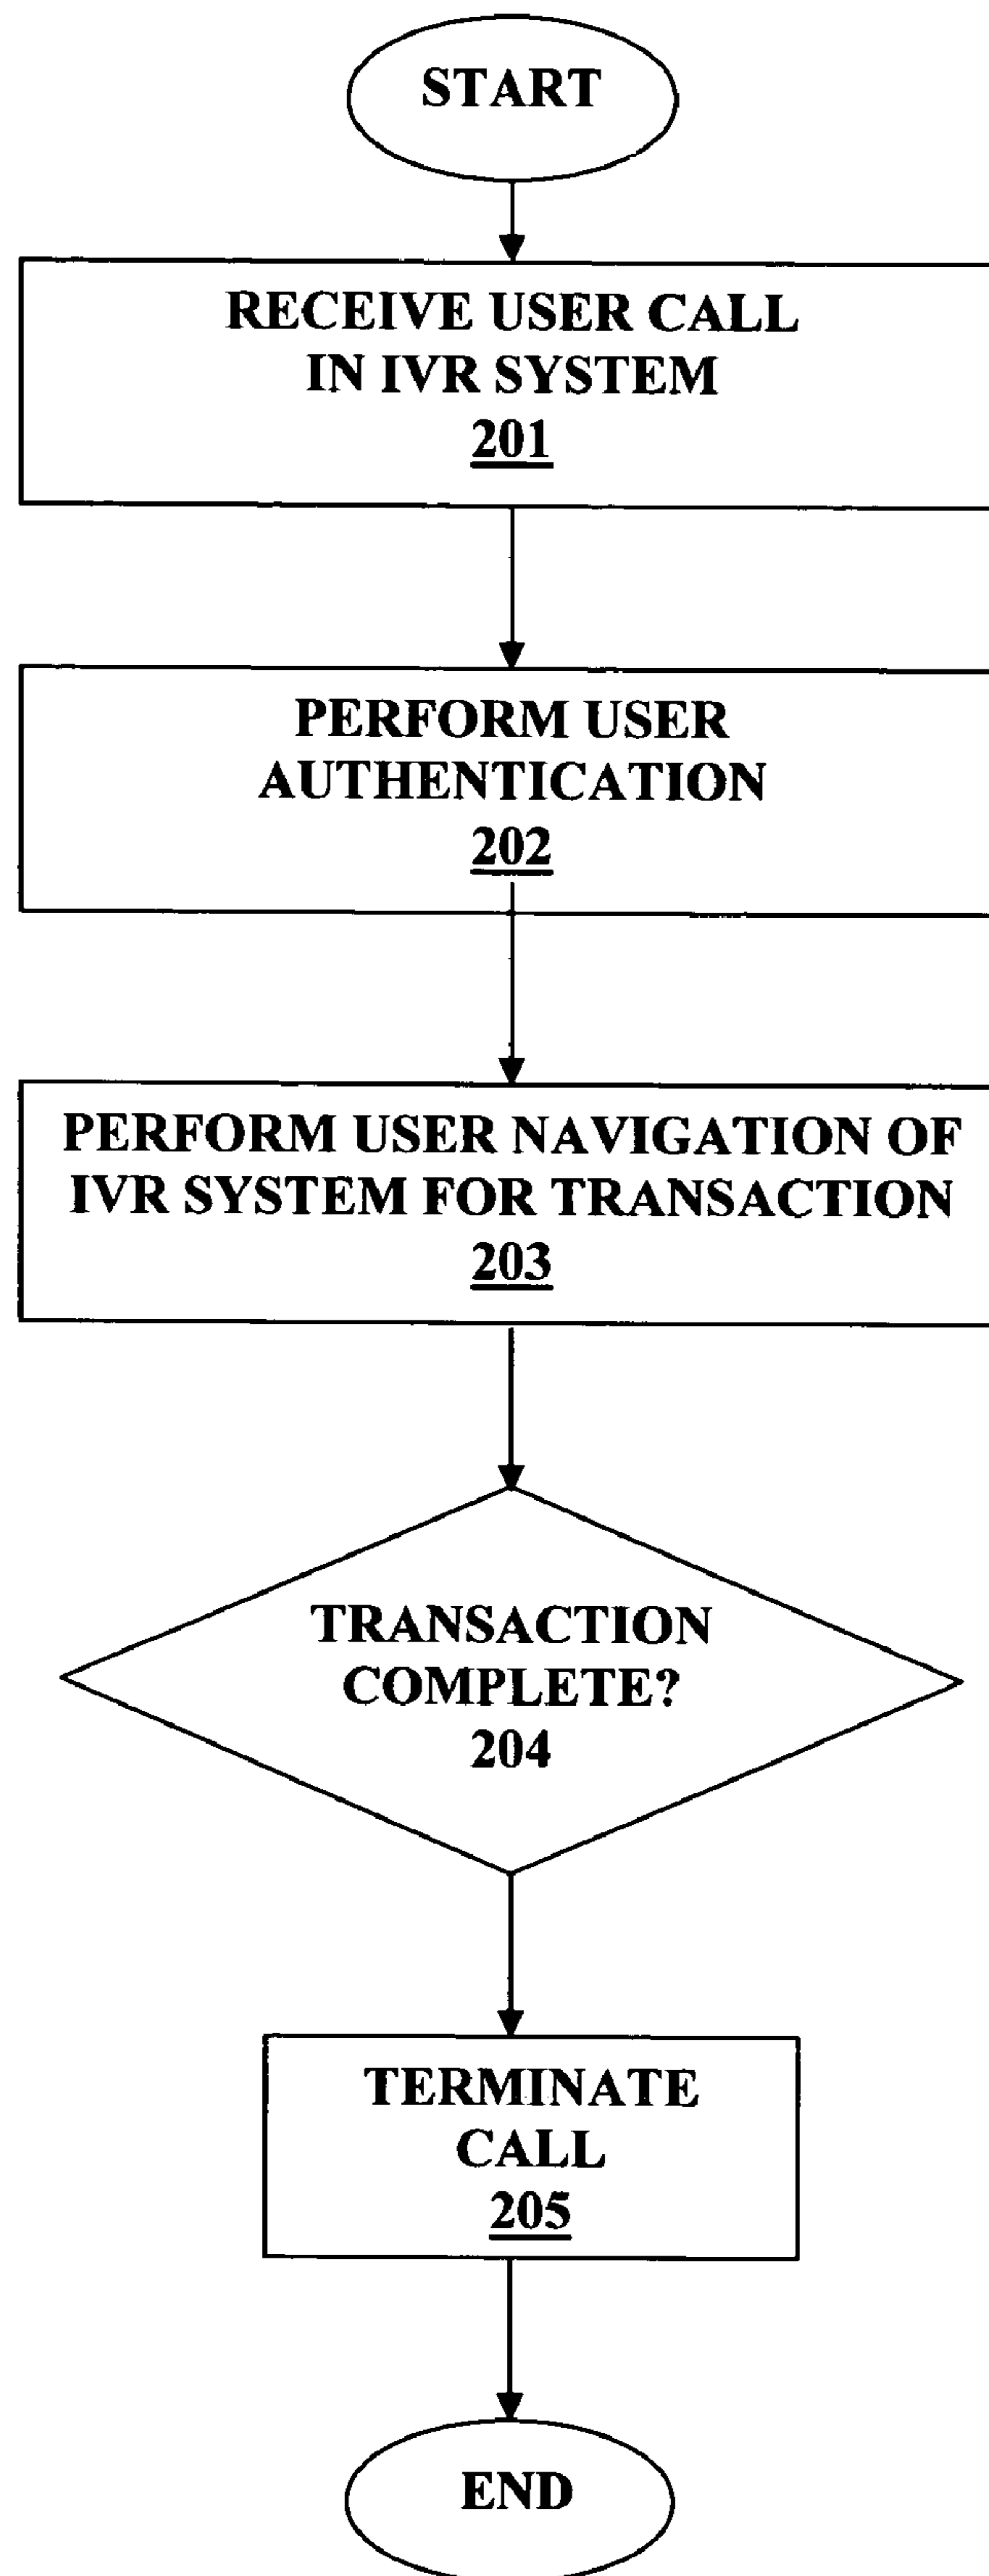 START
RECEIVE USER CALL
IN IVR SYSTEM
201
PERFORM USER
AUTHENTICATION
202
PERFORM USER NAVIGATION OF
IVR SYSTEM FOR TRANSACTION
203
TRANSACTION
COMPLETE?
204
TERMINATE
CALL
205
END